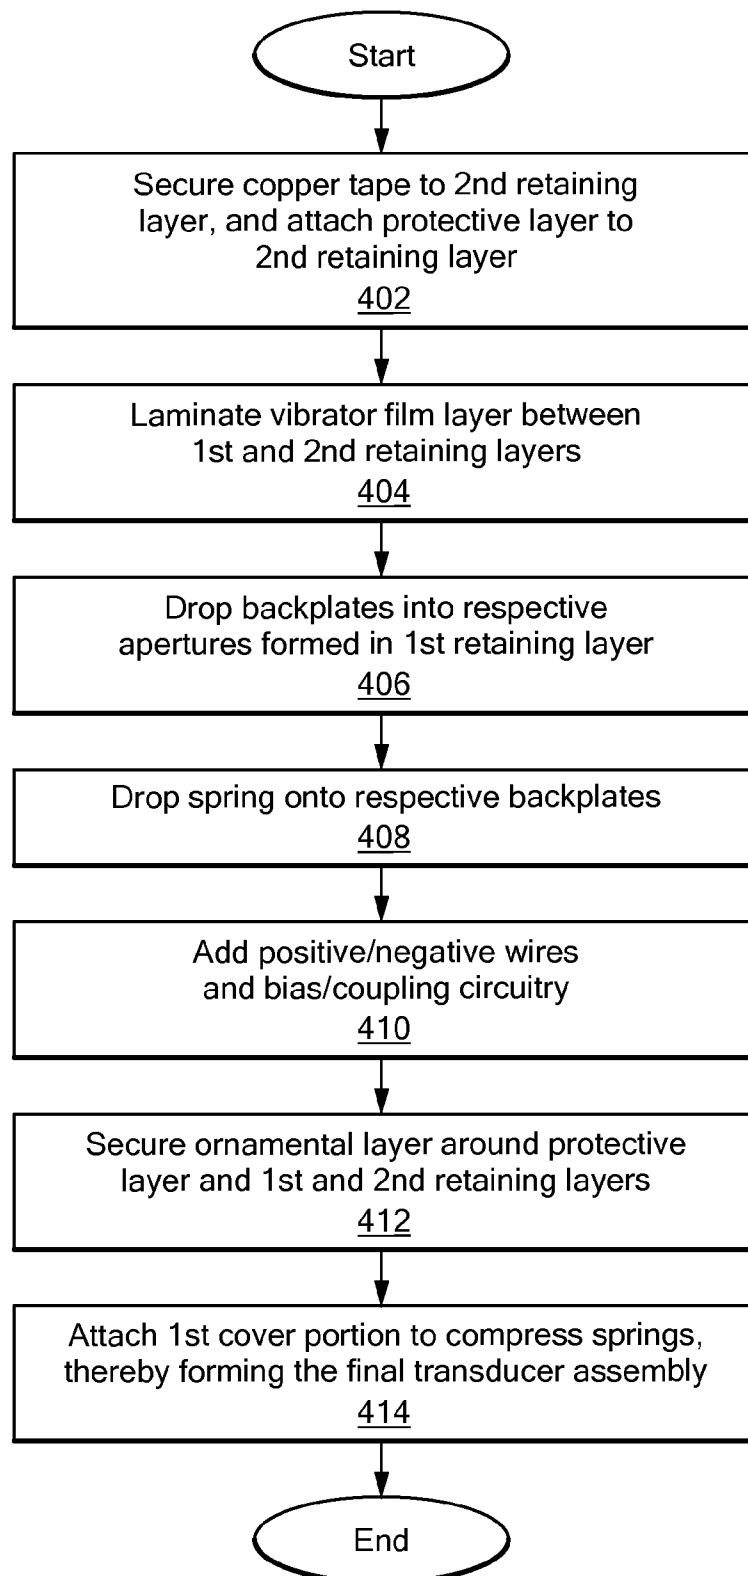 Start
Secure copper tape to 2nd retaining
layer, and attach protective layer to
2nd retaining layer
402
Laminate vibrator film layer between
1st and 2nd retaining layers
404
Drop backplates into respective
apertures formed in 1st retaining layer
406
Drop spring onto respective backplates
408
Add positive/negative wires
and bias/coupling circuitry
410
Secure ornamental layer around protective
layer and 1st and 2nd retaining layers
412
Attach 1st cover portion to compress springs,
thereby forming the final transducer assembly
414
End